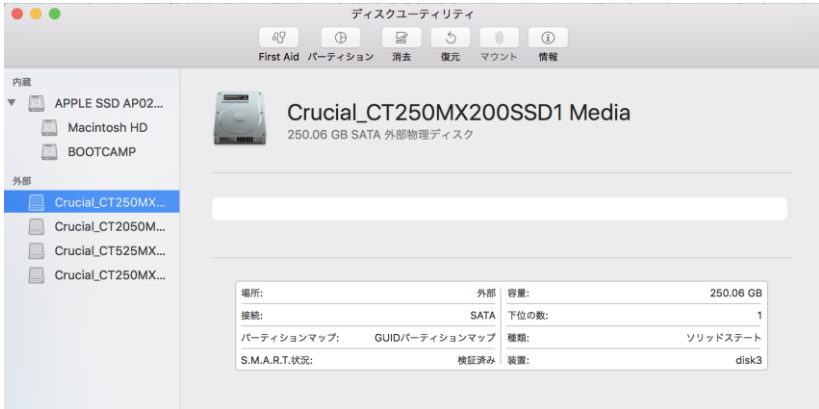 ディスクユーティリティ
First Aid パーティション 消去 復元 マウント 情報
内蔵
APPLE SSD AP02...
Macintosh HD
BOOTCAMP
外部
Crucial_CT250MX...
Crucial_CT2050M...
Crucial_CT525MX...
Crucial_CT250MX...
Crucial_CT250MX200SSD1 Media
250.06 GB SATA 外部物理ディスク
場所: 外部 容量: 250.06 GB
接続: SATA 下位の数: 1
パーティションマップ: GUIDパーティションマップ 種類: ソリッドステート
S.M.A.R.T.状況: 検証済み 装置: disk3